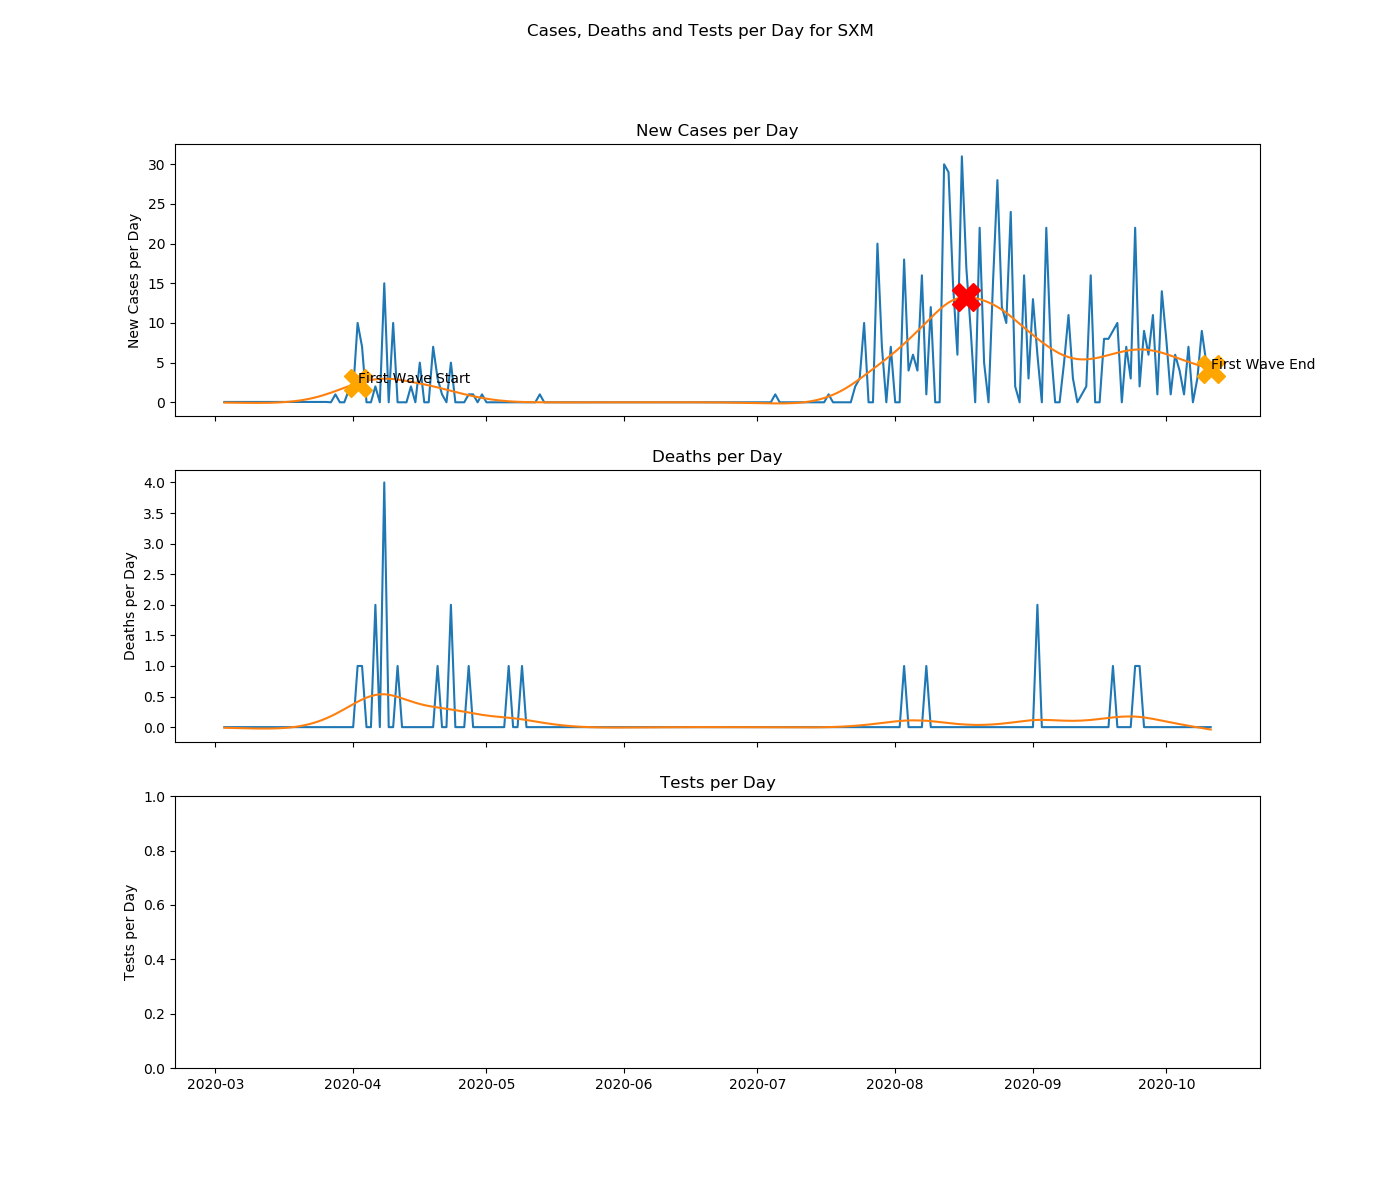 Cases, Deaths and Tests per Day for SXM
New Cases per Day
New Cases per Day
30
25
20
15
10
5
0
First Wave Start
First Wave End
Deaths per Day
Deaths per Day
4.0
3.5
3.0
2.5
2.0
1.5
1.0
0.5
0.0
Tests per Day
Tests per Day
1.0
0.8
0.6
0.4
0.2
0.0
2020-03 2020-04 2020-05 2020-06 2020-07 2020-08 2020-09 2020-10